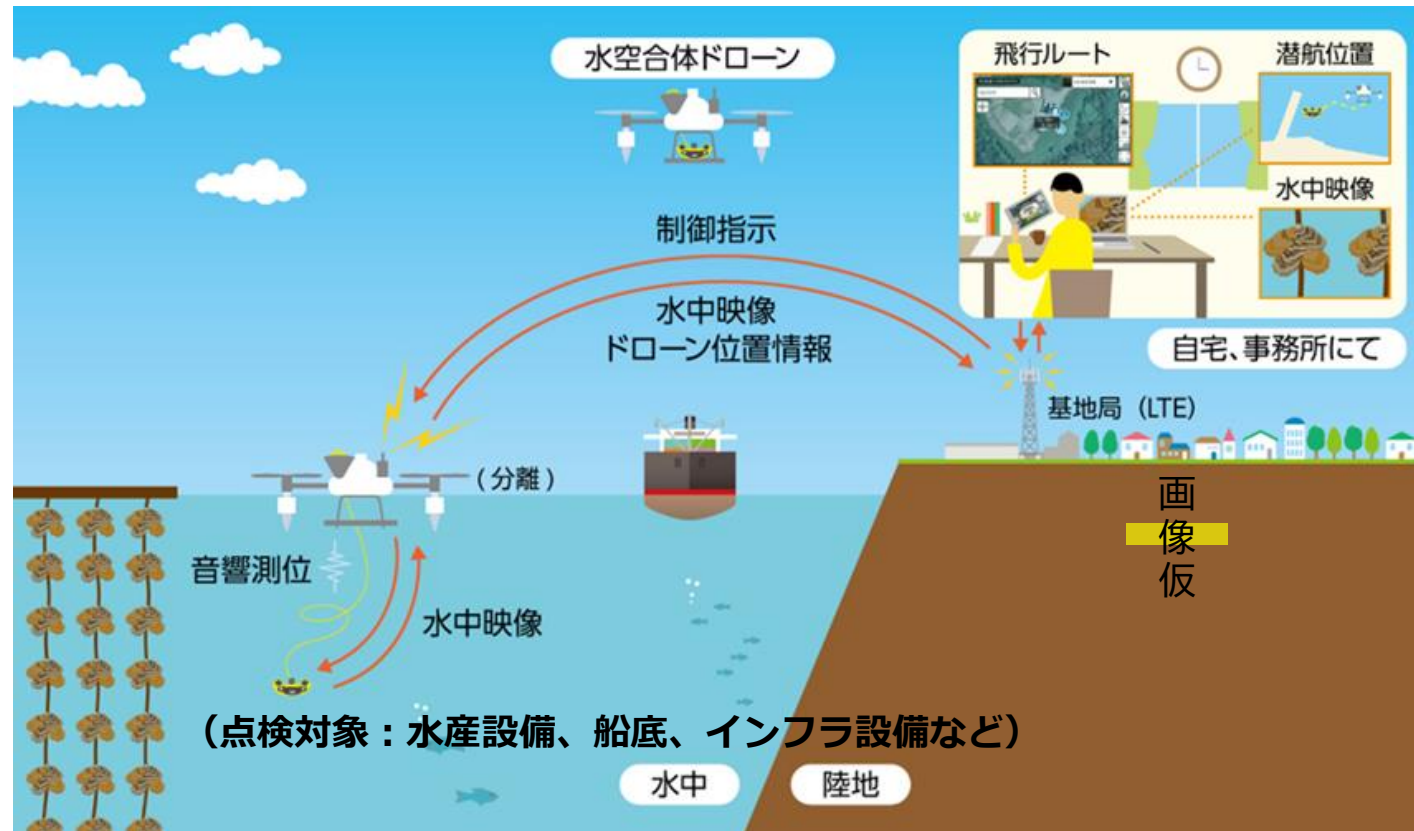 水空合体ドローン
飛行ルート
潜航位置
水中映像
制御指示
水中映像
ドローン位置情報
自宅、事務所にて
基地局（LTE）
（分離）
画像仮
音響測位
水中映像
（点検対象：水産設備、船底、インフラ設備など）
水中
陸地